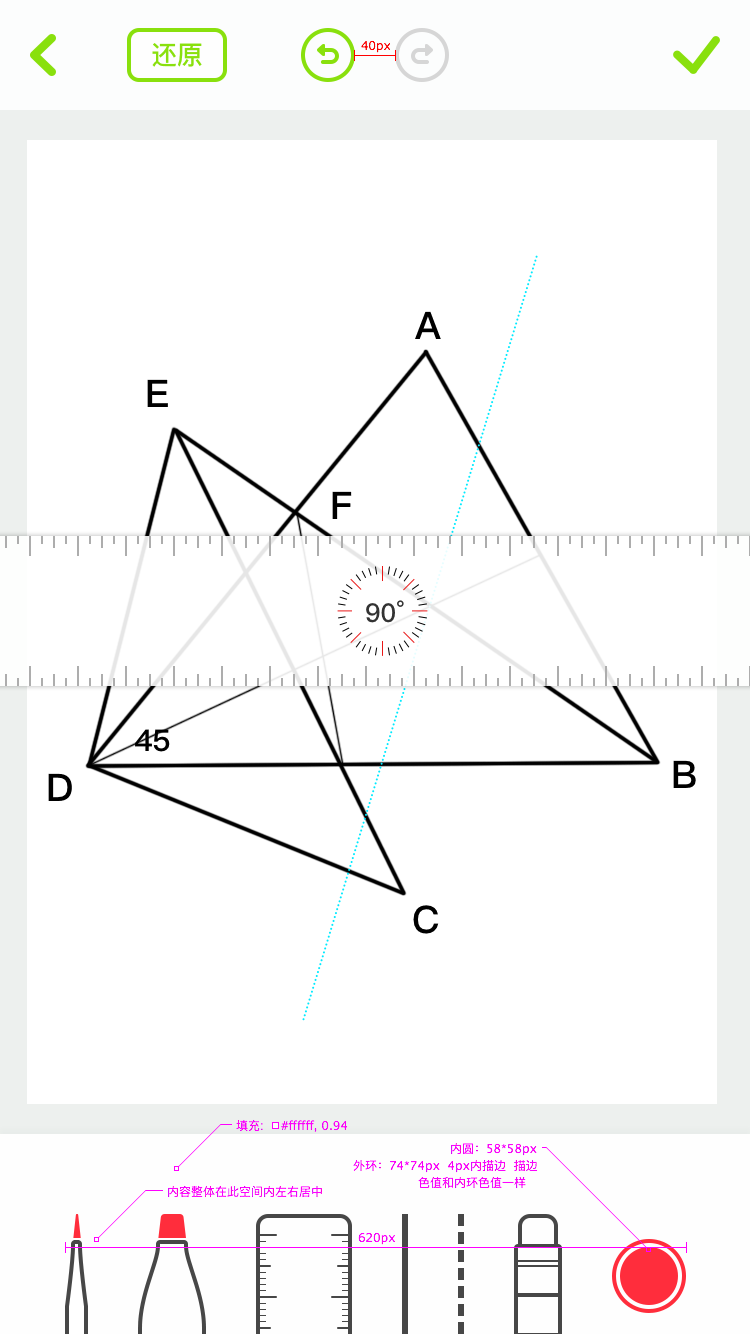 还原
40px
A
E
F
90°
45
D
B
C
填充: #ffffff, 0.94
内圆: 58*58px
外环: 74*74px 4px内描边 描边
色值和内环色值一样
内容整体在此空间内左右居中
620px